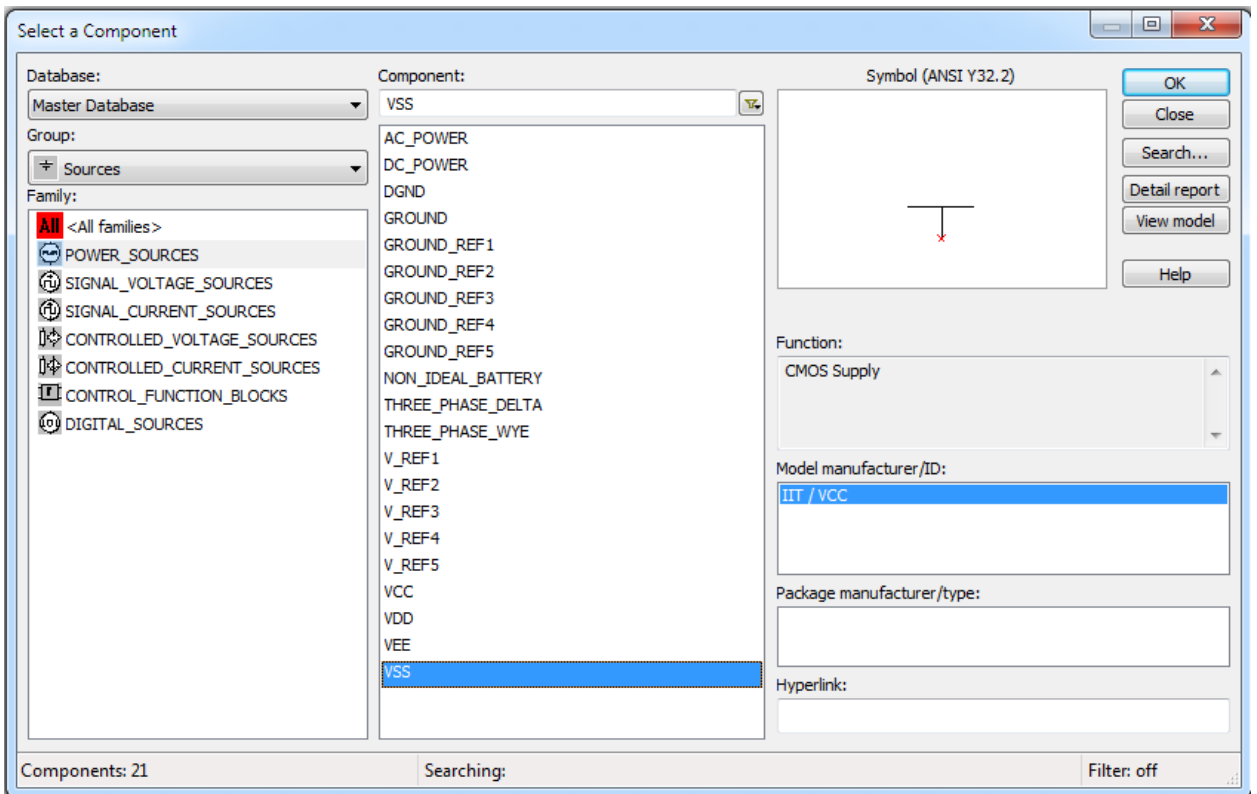 Select a Component
Database:
Master Database
Group:
Sources
Family:
All <All families>
POWER_SOURCES
SIGNAL_VOLTAGE_SOURCES
SIGNAL_CURRENT_SOURCES
CONTROLLED_VOLTAGE_SOURCES
CONTROLLED_CURRENT_SOURCES
CONTROL_FUNCTION_BLOCKS
DIGITAL_SOURCES
Component:
VSS
AC_POWER
DC_POWER
DGND
GROUND
GROUND_REF1
GROUND_REF2
GROUND_REF3
GROUND_REF4
GROUND_REF5
NON_IDEAL_BATTERY
THREE_PHASE_DELTA
THREE_PHASE_WYE
V_REF1
V_REF2
V_REF3
V_REF4
V_REF5
VCC
VDD
VEE
VSS
Symbol (ANSI Y32.2)
Function:
CMOS Supply
Model manufacturer/ID:
IIT / VCC
Package manufacturer/type:
Hyperlink:
OK
Close
Search...
Detail report
View model
Help
Components: 21
Searching:
Filter: off